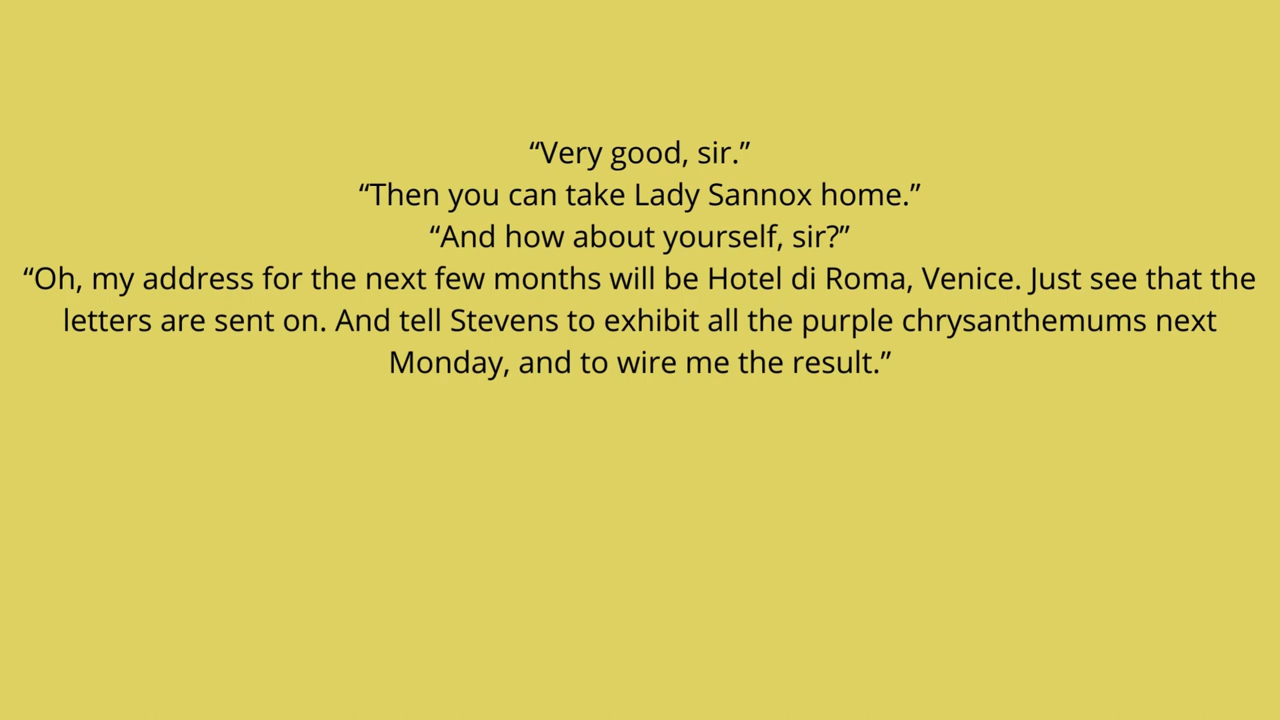 “Very good, sir.”
“Then you can take Lady Sannox home.”
“And how about yourself, sir?”
“Oh, my address for the next few months will be Hotel di Roma, Venice. Just see that the
letters are sent on. And tell Stevens to exhibit all the purple chrysanthemums next
Monday, and to wire me the result.”